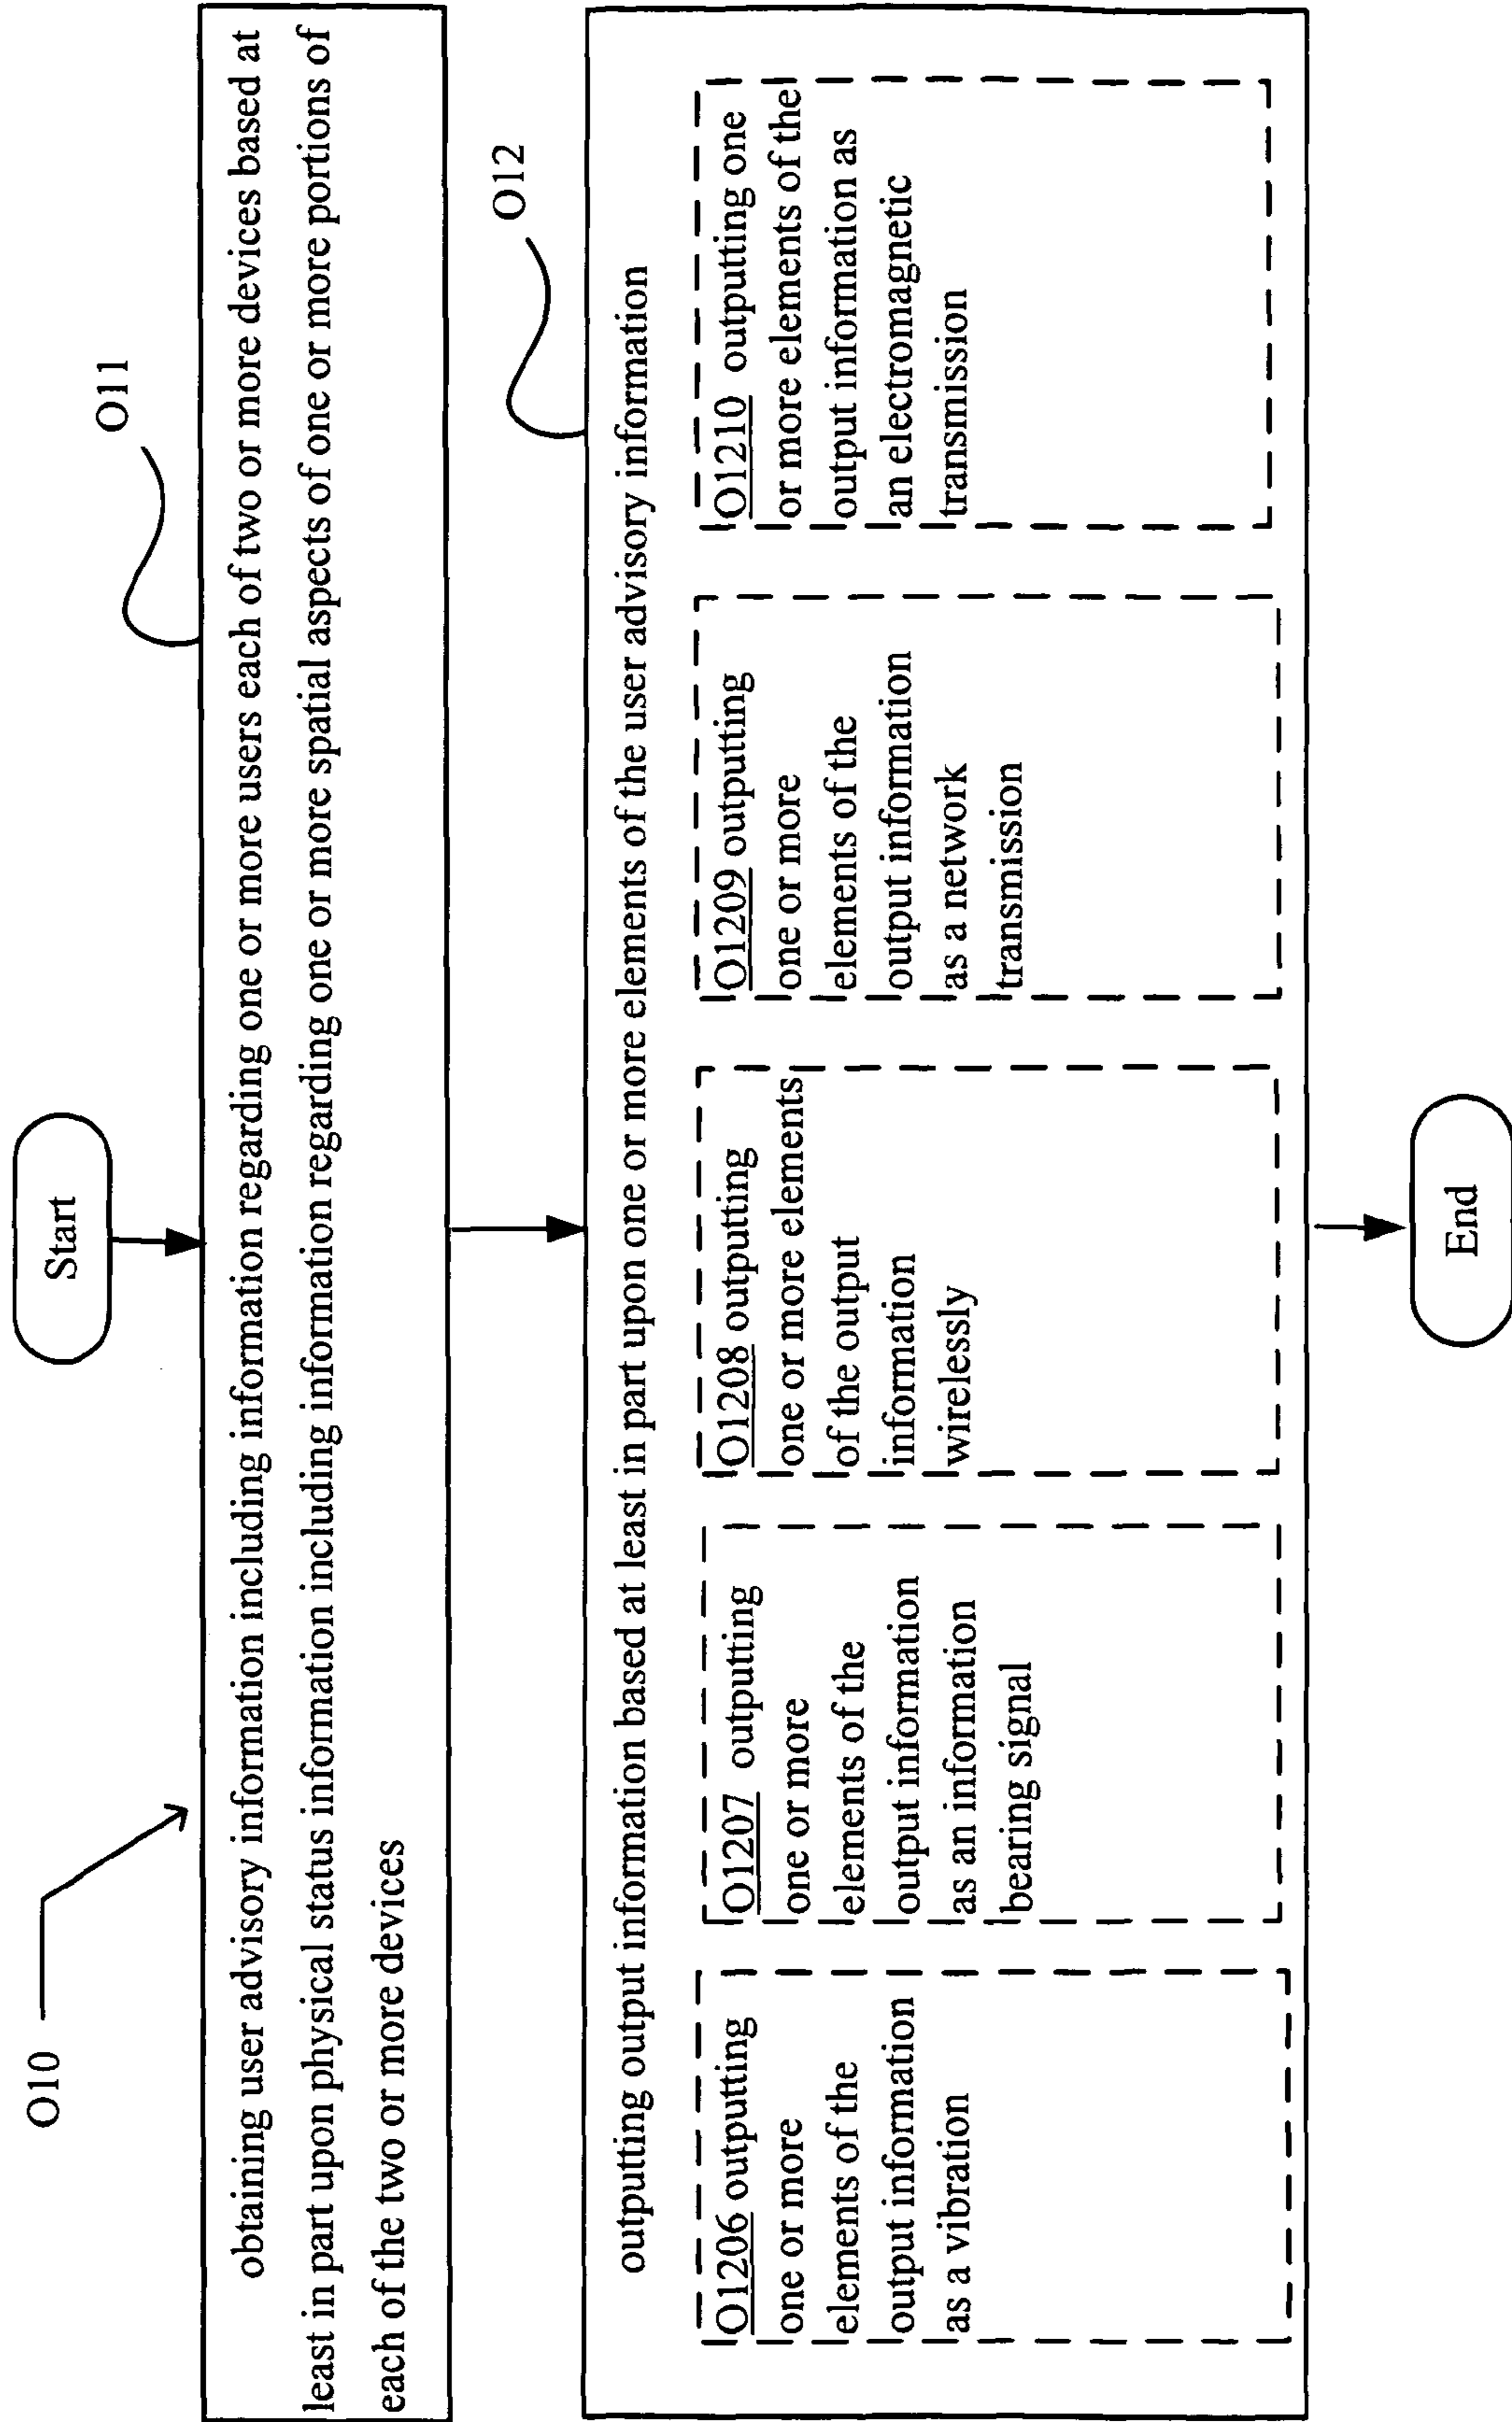 O10
Start
O11
obtaining user advisory information including information regarding one or more users each of two or more devices based at
least in part upon physical status information including information regarding one or more spatial aspects of one or more portions of
each of the two or more devices
O12
outputting output information based at least in part upon one or more elements of the user advisory information
O1206 outputting
one or more
elements of the
output information
as a vibration
O1207 outputting
one or more
elements of the
output information
as an information
bearing signal
O1208 outputting
one or more elements
of the output
information
wirelessly
O1209 outputting
one or more
elements of the
output information
as a network
transmission
O1210 outputting one
or more elements of the
output information as
an electromagnetic
transmission
End